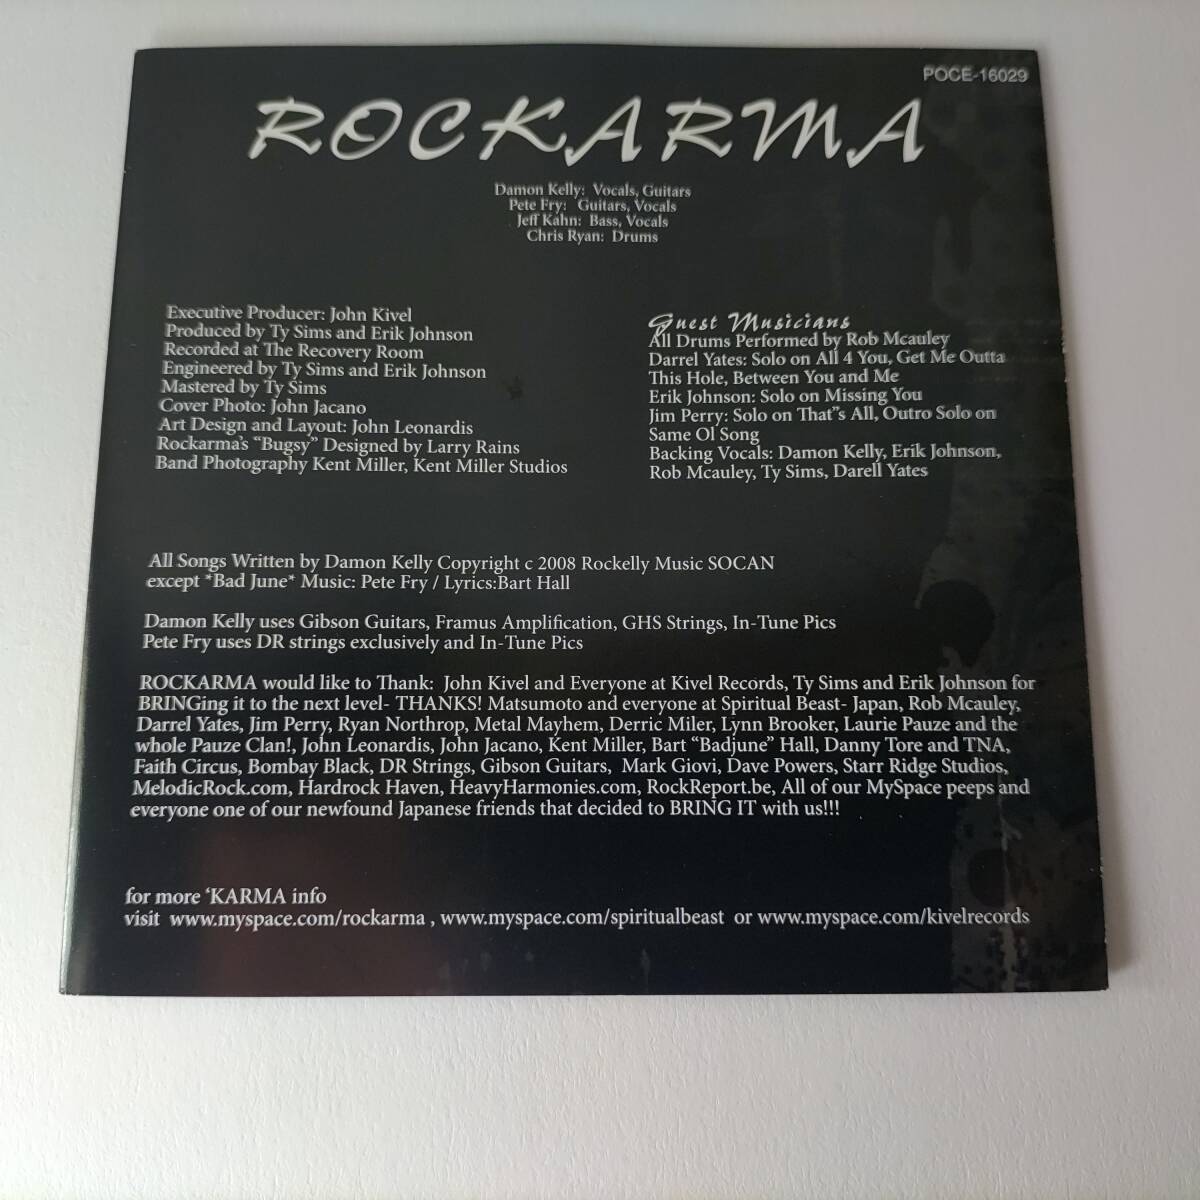 POCE-16029
ROCKARMA
Damon Kelly: Vocals, Guitars
Pete Fry: Guitars, Vocals
Jeff Kahn: Bass, Vocals
Chris Ryan: Drums
Executive Producer: John Kivel
Produced by Ty Sims and Erik Johnson
Recorded at The Recovery Room
Engineered by Ty Sims and Erik Johnson
Mastered by Ty Sims
Cover Photo: John Jacano
Art Design and Layout: John Leonardis
Rockarma's “Bugsy” Designed by Larry Rains
Band Photography Kent Miller, Kent Miller Studios
Guest Musicians
All Drums Performed by Rob Mcauley
Darrel Yates: Solo on All 4 You, Get Me Outta
This Hole, Between You and Me
Erik Johnson: Solo on Missing You
Jim Perry: Solo on That"s All, Outro Solo on
Same Ol Song
Backing Vocals: Damon Kelly, Erik Johnson,
Rob Mcauley, Ty Sims, Darell Yates
All Songs Written by Damon Kelly Copyright c 2008 Rockelly Music SOCAN
except *Bad June* Music: Pete Fry / Lyrics:Bart Hall
Damon Kelly uses Gibson Guitars, Framus Amplification, GHS Strings, In-Tune Pics
Pete Fry uses DR strings exclusively and In-Tune Pics
ROCKARMA would like to Thank: John Kivel and Everyone at Kivel Records, Ty Sims and Erik Johnson for
BRINGing it to the next level- THANKS! Matsumoto and everyone at Spiritual Beast- Japan, Rob Mcauley,
Darrel Yates, Jim Perry, Ryan Northrop, Metal Mayhem, Derric Miler, Lynn Brooker, Laurie Pauze and the
whole Pauze Clan!, John Leonardis, John Jacano, Kent Miller, Bart “Badjune” Hall, Danny Tore and TNA,
Faith Circus, Bombay Black, DR Strings, Gibson Guitars, Mark Giovi, Dave Powers, Starr Ridge Studios,
MelodicRock.com, Hardrock Haven, HeavyHarmonies.com, RockReport.be, All of our MySpace peeps and
everyone one of our newfound Japanese friends that decided to BRING IT with us!!!
for more ‘KARMA info
visit www.myspace.com/rockarma , www.myspace.com/spiritualbeast or www.myspace.com/kivelrecords